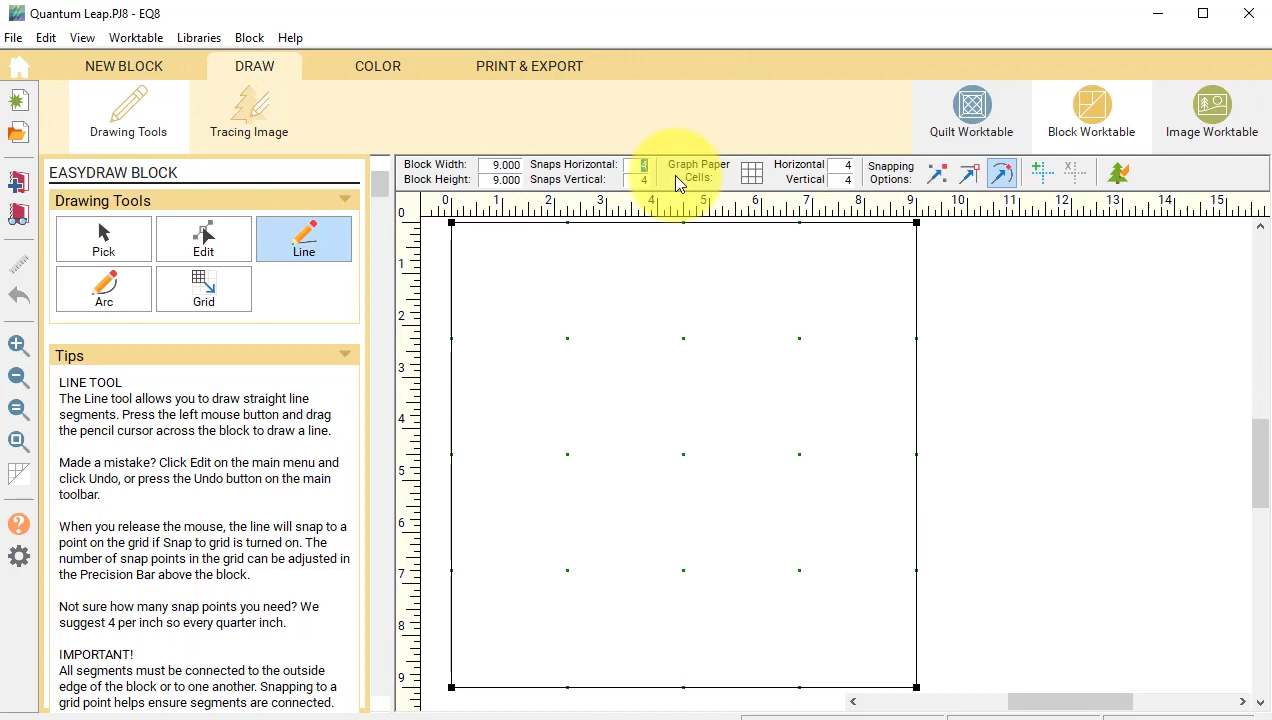 Quantum Leap.PJ8 - EQ8
File Edit View Worktable Libraries Block Help
NEW BLOCK DRAW COLOR PRINT & EXPORT
Drawing Tools Tracing Image Quilt Worktable Block Worktable Image Worktable
EASYDRAW BLOCK
Block Width: 9.000 Snaps Horizontal: 4 Graph Paper Horizontal 4 Snapping
Block Height: 9.000 Snaps Vertical: 4 Cells: Vertical 4 Options:
Drawing Tools
0 1 2 3 4 5 6 7 8 9 10 11 12 13 14 15
Pick Edit Line
Arc Grid
0
1
2
3
4
5
6
7
8
9
Tips
LINE TOOL
The Line tool allows you to draw straight line
segments. Press the left mouse button and drag
the pencil cursor across the block to draw a line.
Made a mistake? Click Edit on the main menu and
click Undo, or press the Undo button on the main
toolbar.
When you release the mouse, the line will snap to a
point on the grid if Snap to grid is turned on. The
number of snap points in the grid can be adjusted in
the Precision Bar above the block.
Not sure how many snap points you need? We
suggest 4 per inch so every quarter inch.
IMPORTANT!
All segments must be connected to the outside
edge of the block or to one another. Snapping to a
grid point helps ensure segments are connected.